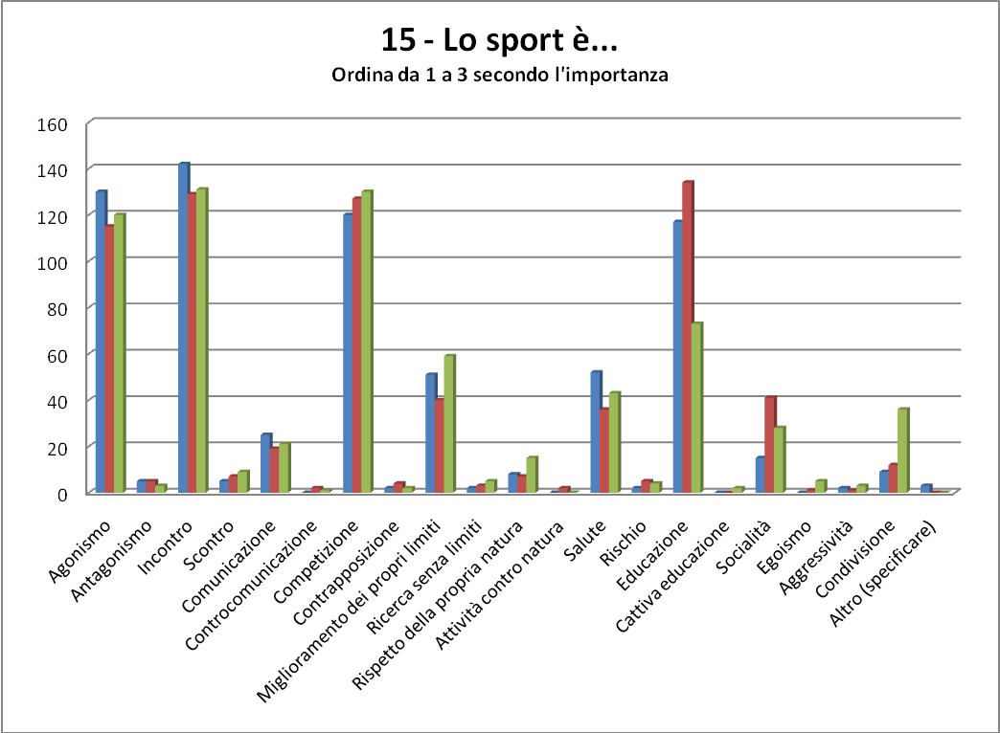 15 - Lo sport è...
Ordina da 1 a 3 secondo l'importanza
160
140
120
100
80
60
40
20
0
Agonismo
Antagonismo
Incontro
Scontro
Comunicazione
Controcomunicazione
Competizione
Contrapposizione
Miglioramento dei propri limiti
Ricerca senza limiti
Rispetto della propria natura
Attività contro natura
Salute
Rischio
Educazione
Cattiva educazione
Socialità
Egoismo
Aggressività
Condivisione
Altro (specificare)